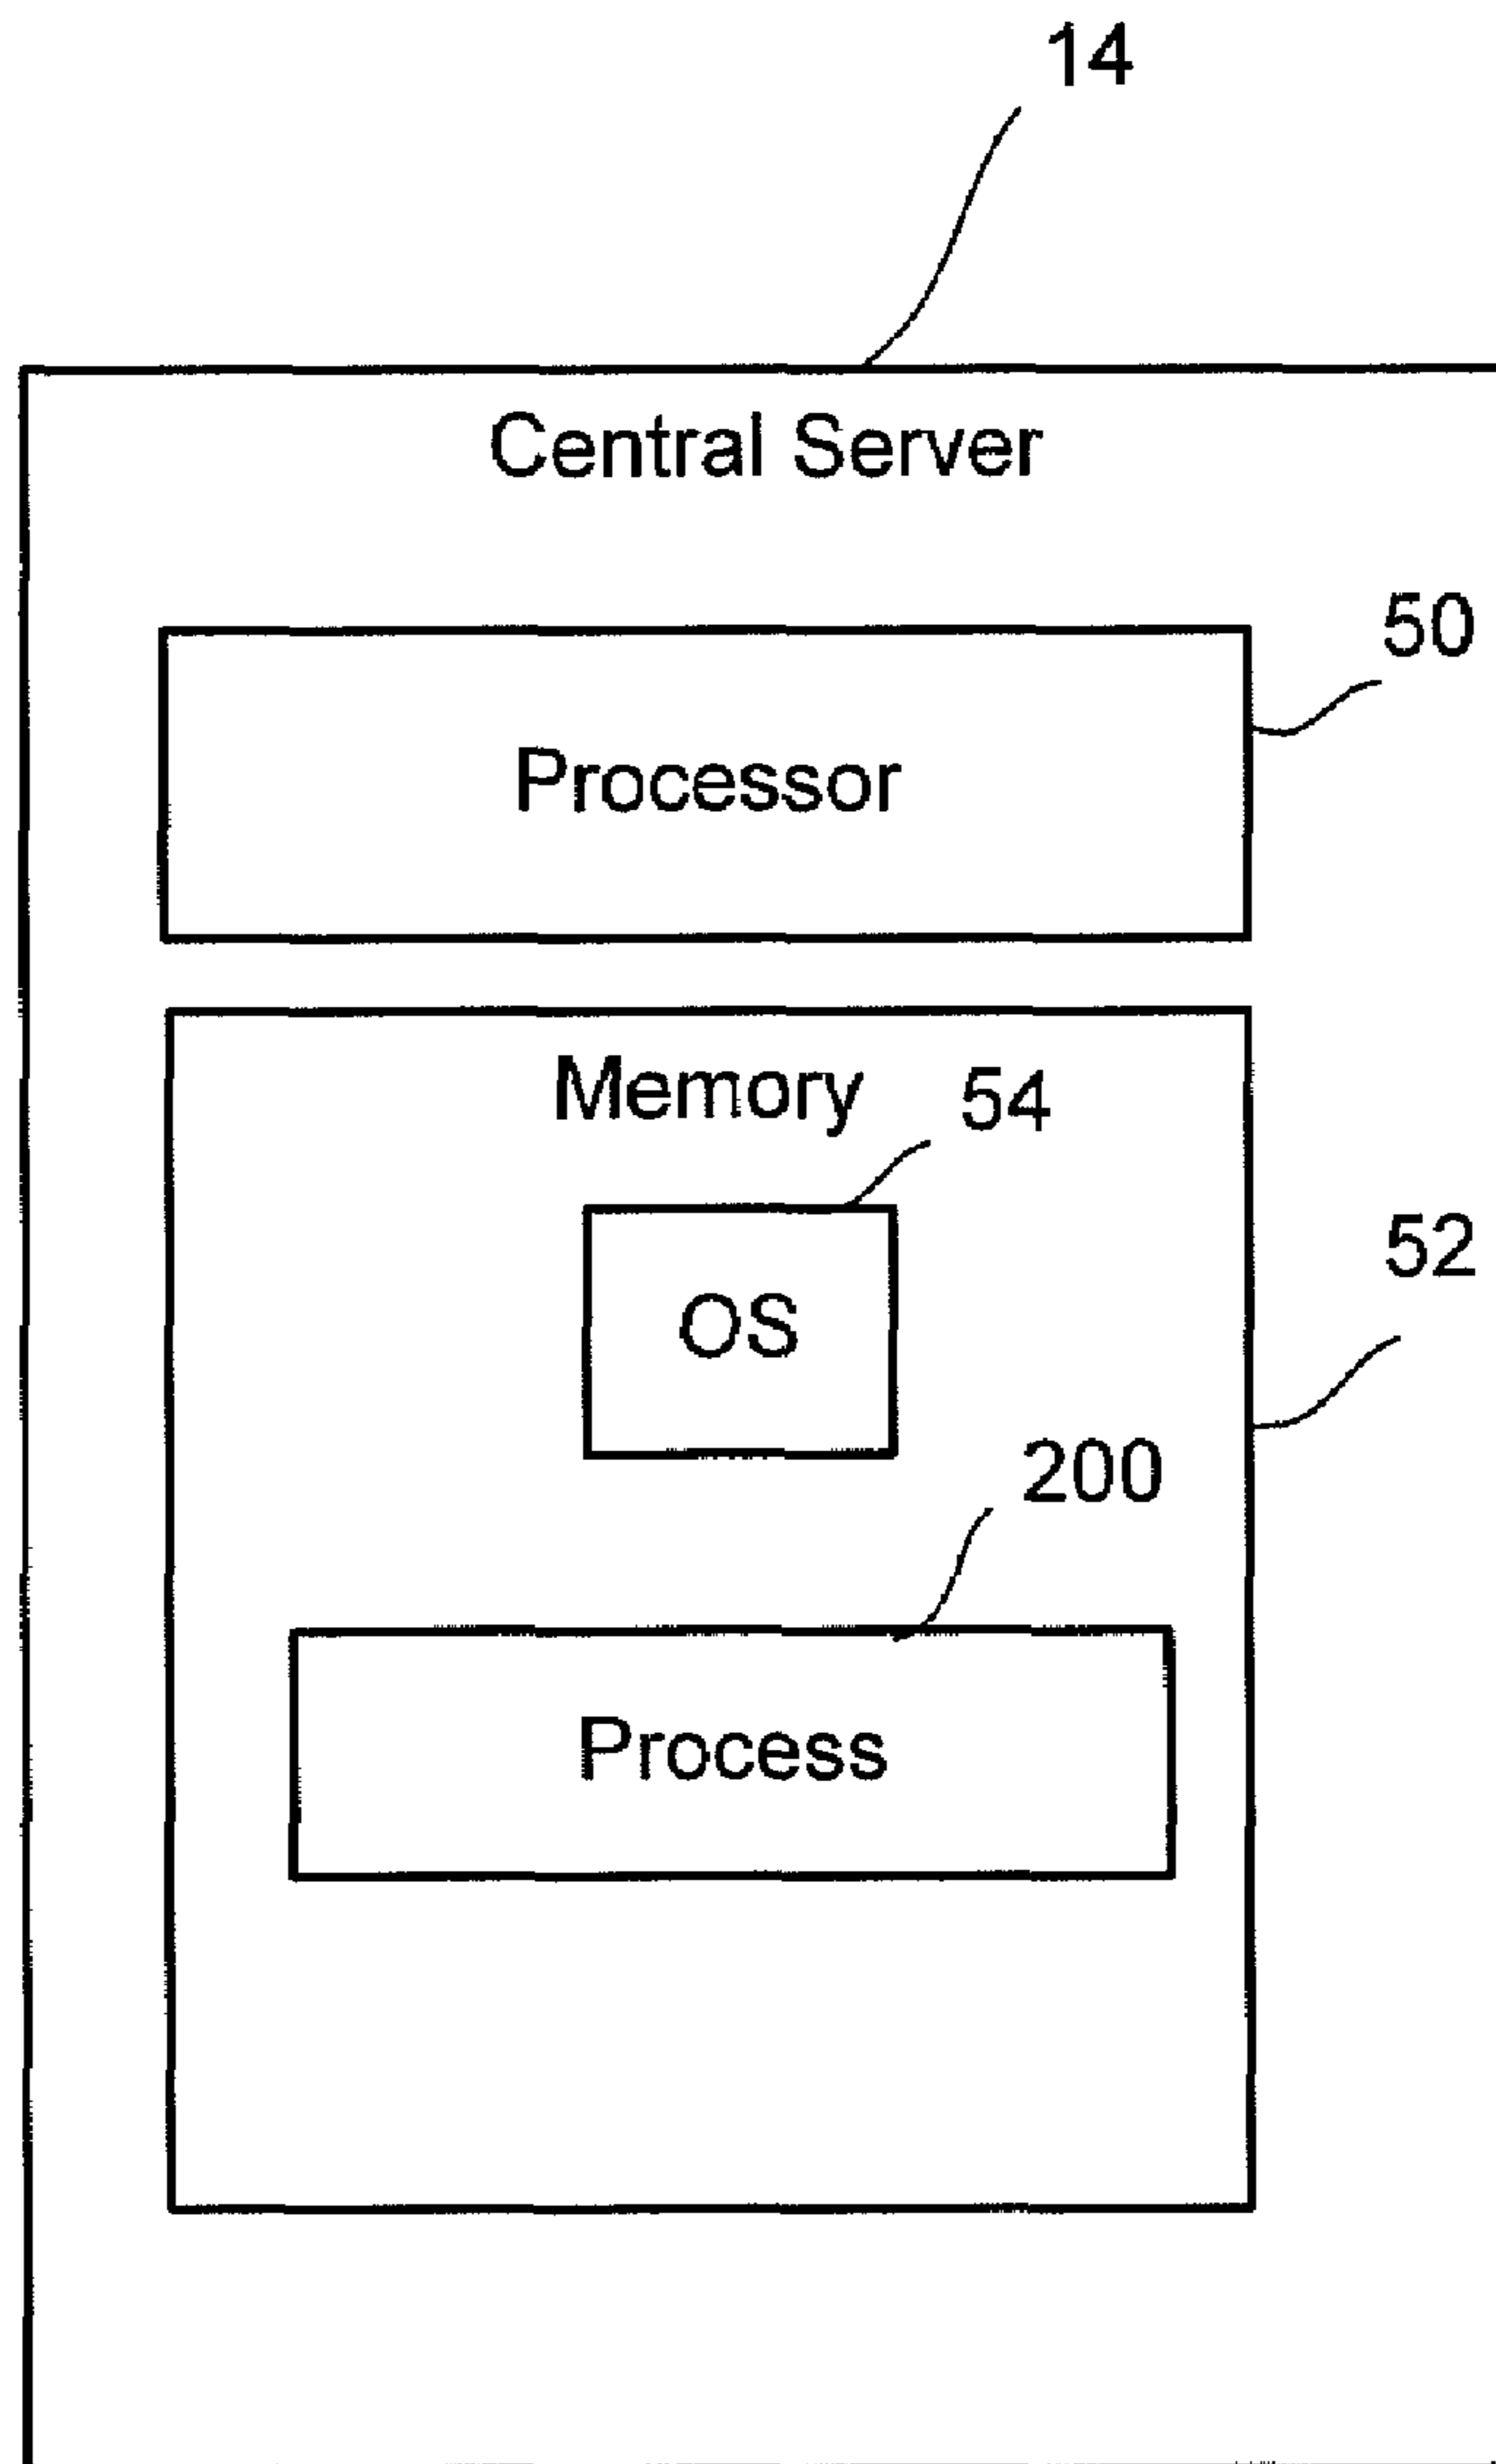 14
Central Server
50
Processor
Memory
54
OS
52
200
Process